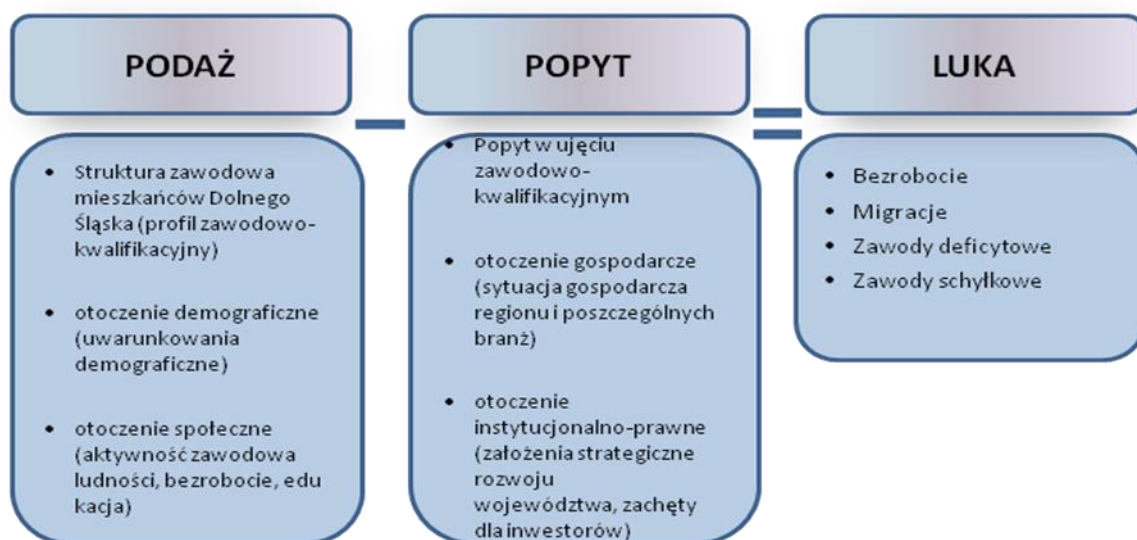 PODAŻ
• Struktura zawodowa
mieszkańców Dolnego
Śląska (profil zawodowo-
kwalifikacyjny)
• otoczenie demograficzne
(uwarunkowania
demograficzne)
• otoczenie społeczne
(aktywność zawodowa
ludności, bezrobocie, edu
kacja)
POPYT
• Popyt w ujęciu
zawodowo-
kwalifikacyjnym
• otoczenie gospodarcze
(sytuacja gospodarcza
regionu i poszczególnych
branż)
• otoczenie
instytucjonalno-prawne
(założenia strategiczne
rozwoju
województwa, zachęty
dla inwestorów)
LUKA
• Bezrobocie
• Migracje
• Zawody deficytowe
• Zawody schyłkowe